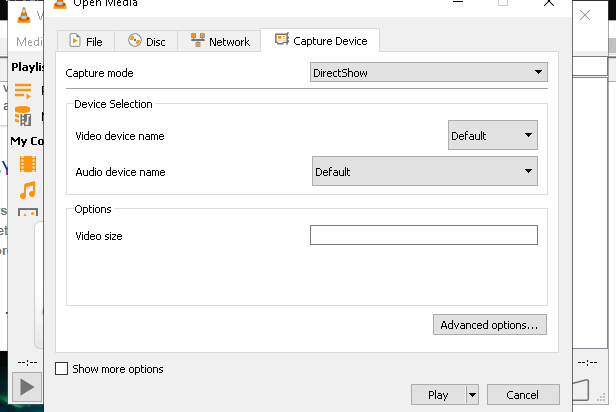 Open Media
V
Medi
File
Disc
Network
Capture Device
Playlis
Capture mode
DirectShow
Device Selection
Video device name
Default
My Co
Audio device name
Default
Options
Video size
Advanced options...
--:--
Show more options
--:--
Play
Cancel